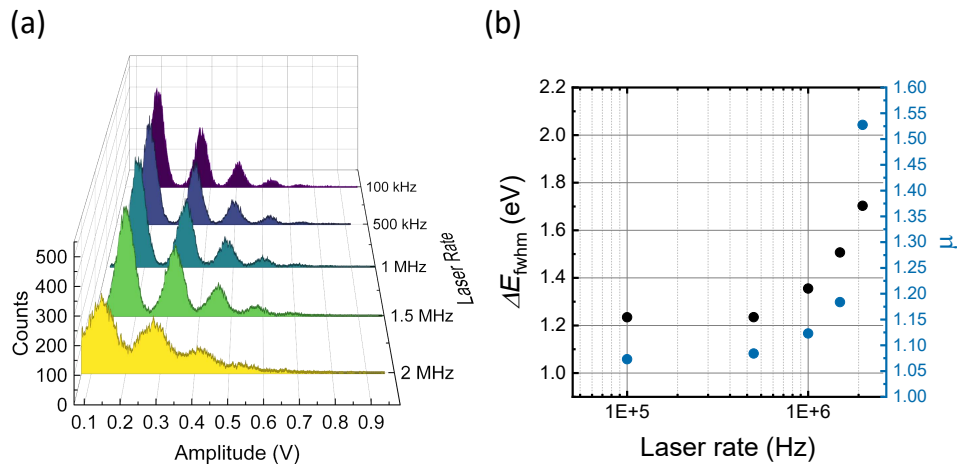 (a)
100 kHz
500 kHz
1 MHz
1.5 MHz
2 MHz
Laser Rate
500
400
300
200
100
0
Counts
0.1 0.2 0.3 0.4 0.5 0.6 0.7 0.8 0.9
Amplitude (V)
(b)
2.2
2.0
1.8
1.6
1.4
1.2
1.0
ΔE_fwhm (eV)
1.60
1.55
1.50
1.45
1.40
1.35
1.30
1.25
1.20
1.15
1.10
1.05
1.00
μ
1E+5 1E+6
Laser rate (Hz)